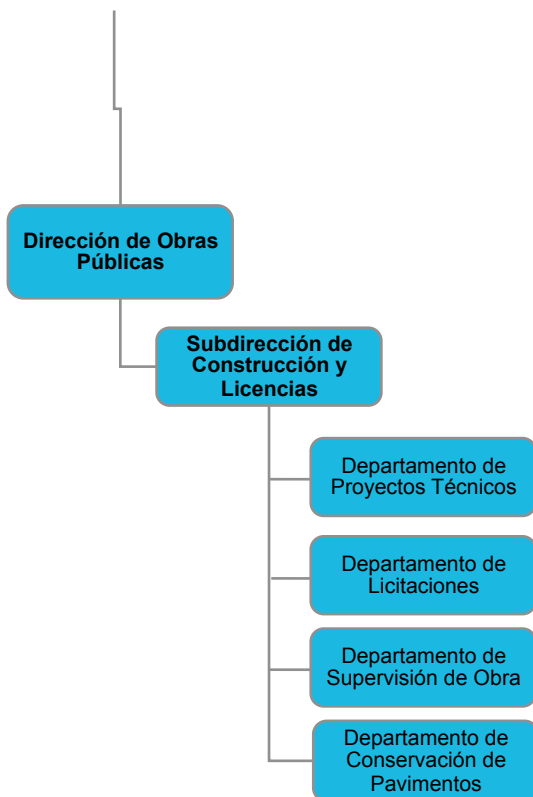 Dirección de Obras
Públicas
Subdirección de
Construcción y
Licencias
Departamento de
Proyectos Técnicos
Departamento de
Licitaciones
Departamento de
Supervisión de Obra
Departamento de
Conservación de
Pavimentos